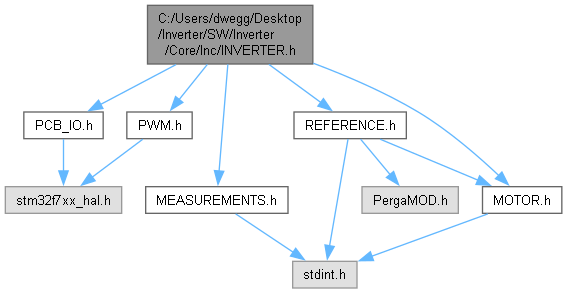 C:/Users/dwegg/Desktop
/Inverter/SW/Inverter
/Core/Inc/INVERTER.h
PCB_IO.h
PWM.h
REFERENCE.h
stm32f7xx_hal.h
MEASUREMENTS.h
PergaMOD.h
MOTOR.h
stdint.h